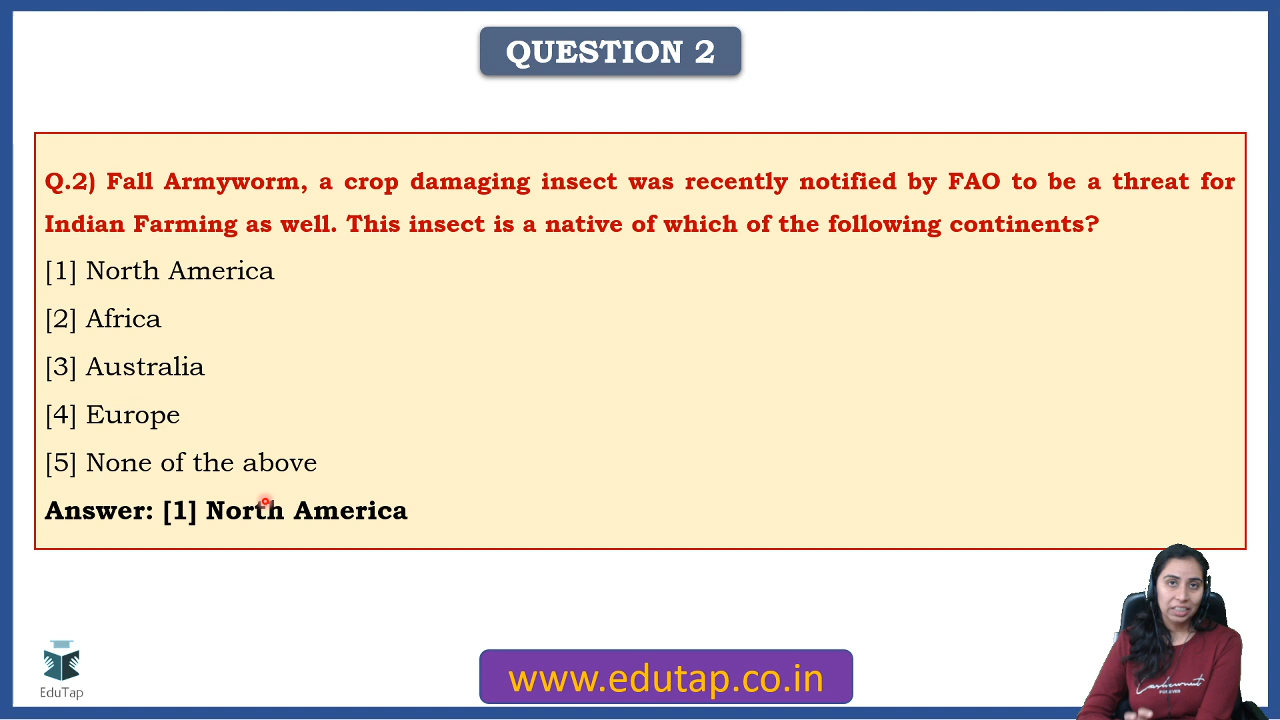 QUESTION 2
Q.2) Fall Armyworm, a crop damaging insect was recently notified by FAO to be a threat for
Indian Farming as well. This insect is a native of which of the following continents?
[1] North America
[2] Africa
[3] Australia
[4] Europe
[5] None of the above
Answer: [1] North America
EduTap
www.edutap.co.in